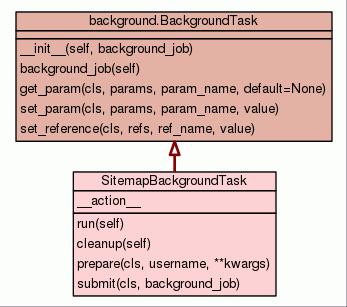 background.BackgroundTask
__init__(self, background_job)
background_job(self)
get_param(cls, params, param_name, default=None)
set_param(cls, params, param_name, value)
set_reference(cls, refs, ref_name, value)
SitemapBackgroundTask
__action__
run(self)
cleanup(self)
prepare(cls, username, **kwargs)
submit(cls, background_job)